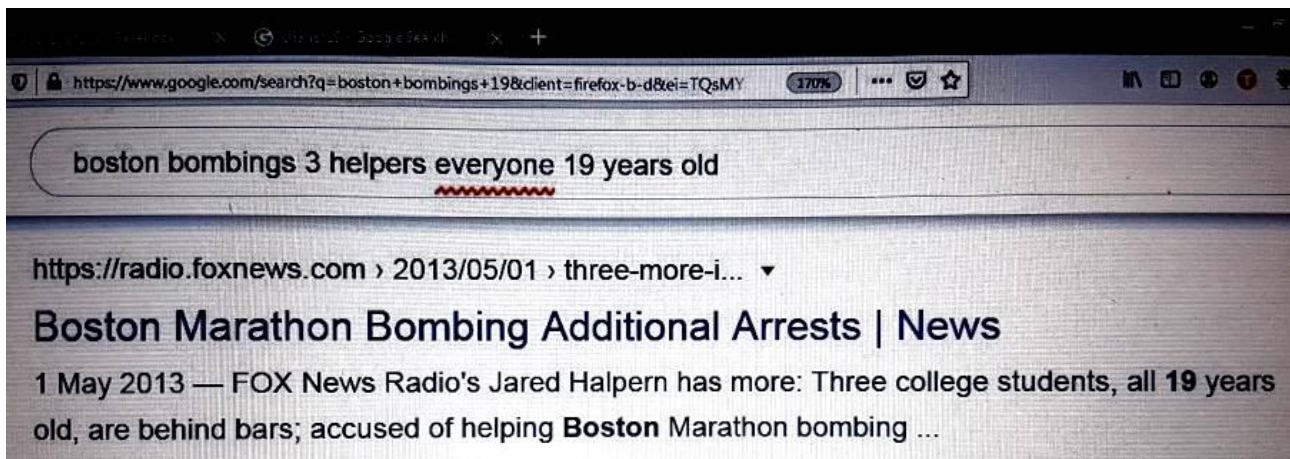 https://www.google.com/search?q=boston+bombings+19&client=firefox-b-d&ei=TQsMY 170%
boston bombings 3 helpers everyone 19 years old
https://radio.foxnews.com › 2013/05/01 › three-more-i...
Boston Marathon Bombing Additional Arrests | News
1 May 2013 — FOX News Radio's Jared Halpern has more: Three college students, all 19 years
old, are behind bars; accused of helping Boston Marathon bombing ...